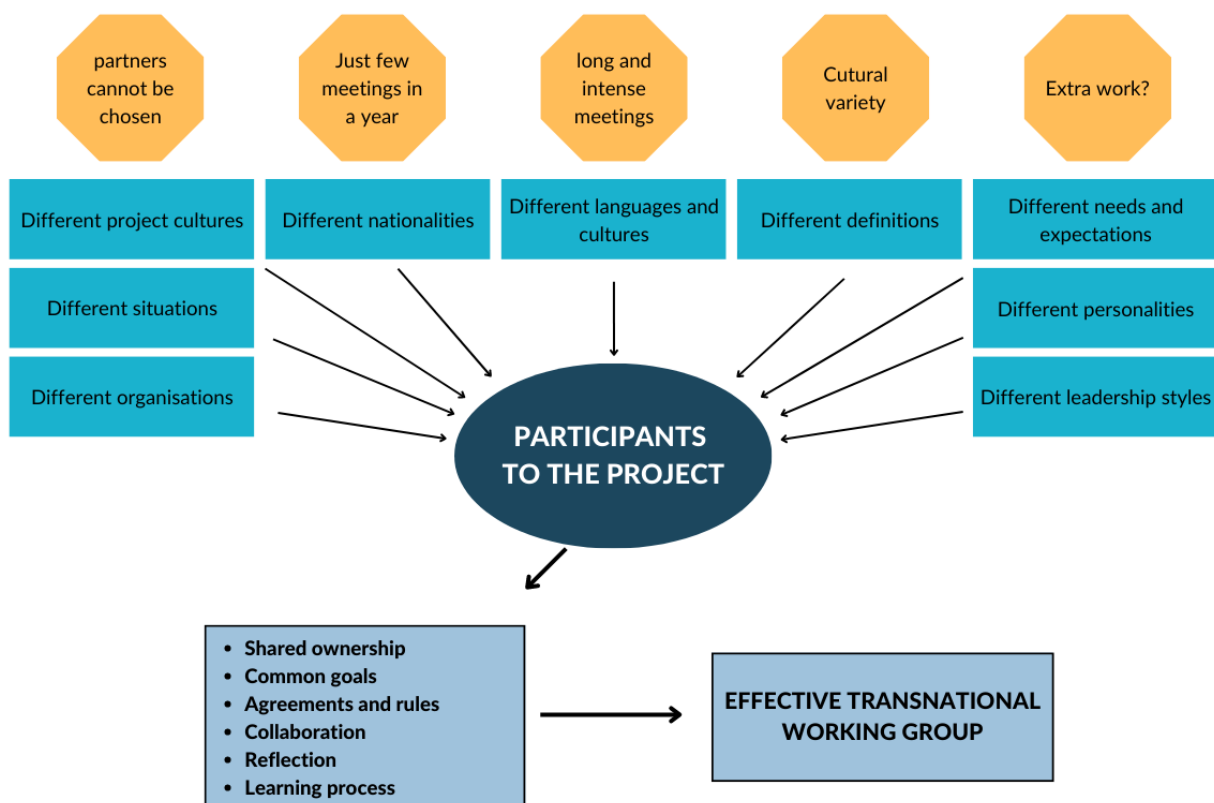 partners
cannot be
chosen
Just few
meetings in
a year
long and
intense
meetings
Cutural
variety
Extra work?
Different project cultures
Different nationalities
Different languages and
cultures
Different definitions
Different needs and
expectations
Different situations
Different personalities
Different organisations
Different leadership styles
PARTICIPANTS
TO THE PROJECT
• Shared ownership
• Common goals
• Agreements and rules
• Collaboration
• Reflection
• Learning process
EFFECTIVE TRANSNATIONAL
WORKING GROUP